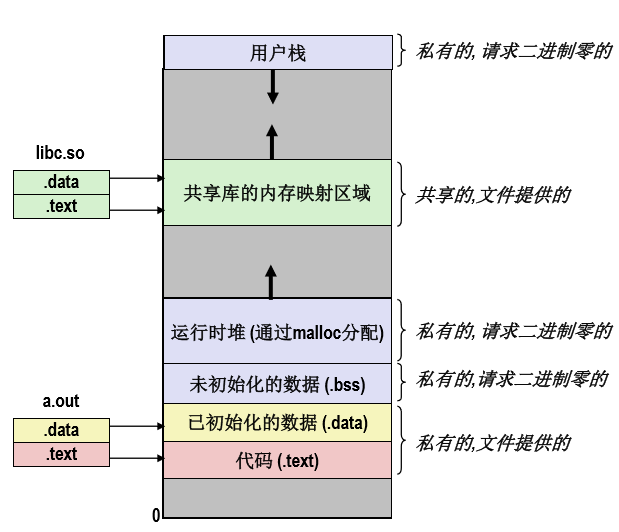 用户栈
私有的, 请求二进制零的
libc.so
.data
.text
共享库的内存映射区域
共享的,文件提供的
运行时堆 (通过malloc分配)
私有的, 请求二进制零的
未初始化的数据 (.bss)
私有的,请求二进制零的
a.out
.data
.text
已初始化的数据 (.data)
代码 (.text)
私有的,文件提供的
0